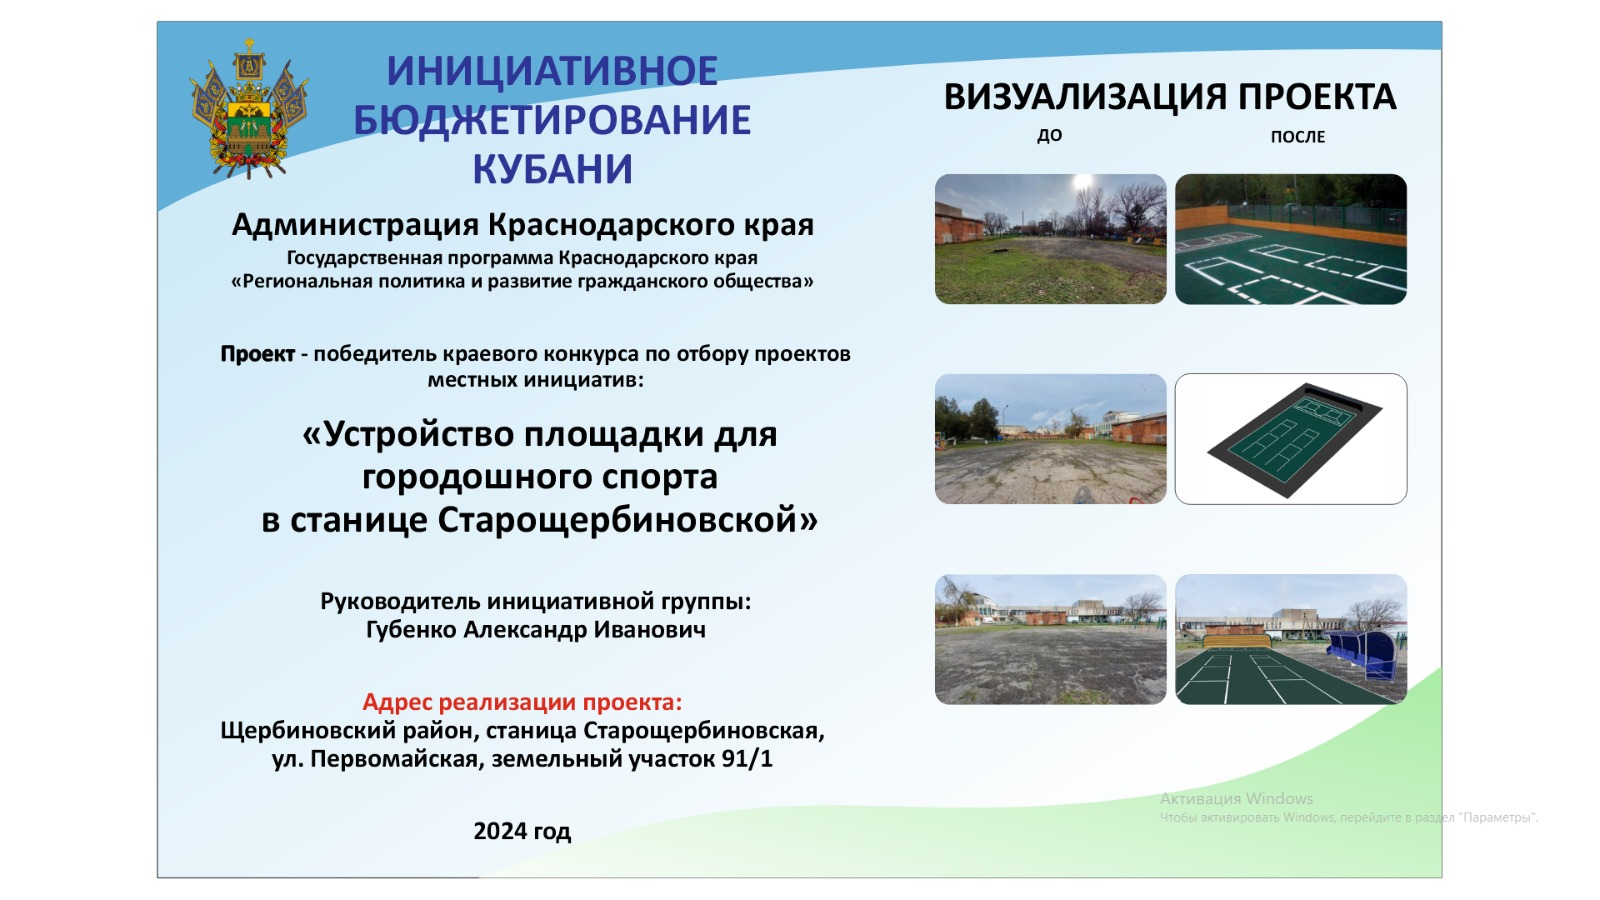 ИНИЦИАТИВНОЕ
БЮДЖЕТИРОВАНИЕ
КУБАНИ
Администрация Краснодарского края
Государственная программа Краснодарского края
«Региональная политика и развитие гражданского общества»
Проект - победитель краевого конкурса по отбору проектов
местных инициатив:
«Устройство площадки для
городошного спорта
в станице Старощербиновской»
Руководитель инициативной группы:
Губенко Александр Иванович
Адрес реализации проекта:
Щербиновский район, станица Старощербиновская,
ул. Первомайская, земельный участок 91/1
2024 год
ВИЗУАЛИЗАЦИЯ ПРОЕКТА
ДО
ПОСЛЕ
Активация Windows
Чтобы активировать Windows, перейдите в раздел "Параметры".